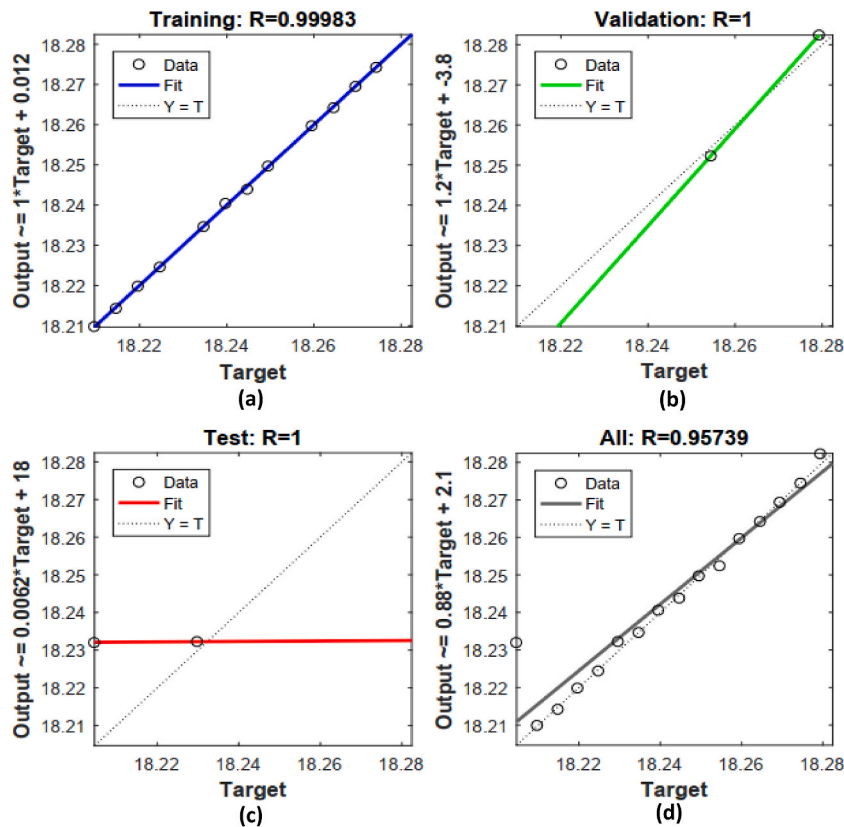 Training: R=0.99983
Output ~= 1*Target + 0.012
18.28
18.27
18.26
18.25
18.24
18.23
18.22
18.21
Data
Fit
Y = T
18.22 18.24 18.26 18.28
Target
(a)
Validation: R=1
Output ~= 1.2*Target + -3.8
18.28
18.27
18.26
18.25
18.24
18.23
18.22
18.21
Data
Fit
Y = T
18.22 18.24 18.26 18.28
Target
(b)
Test: R=1
Output ~= 0.0062*Target + 18
18.28
18.27
18.26
18.25
18.24
18.23
18.22
18.21
Data
Fit
Y = T
18.22 18.24 18.26 18.28
Target
(c)
All: R=0.95739
Output ~= 0.88*Target + 2.1
18.28
18.27
18.26
18.25
18.24
18.23
18.22
18.21
Data
Fit
Y = T
18.22 18.24 18.26 18.28
Target
(d)